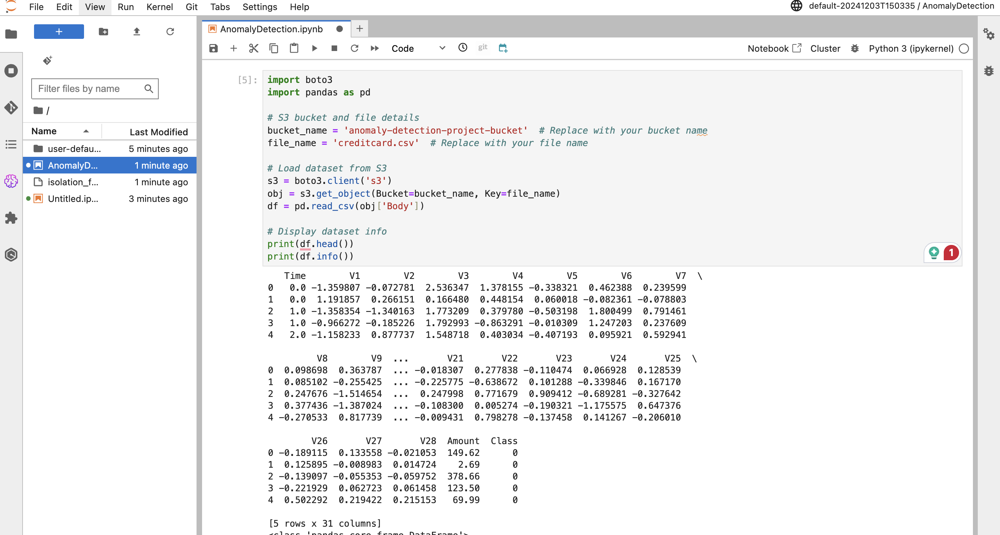 File Edit View Run Kernel Git Tabs Settings Help
default-20241203T150335 / AnomalyDetection
+
AnomalyDetection.ipynb
+
Code
git
Notebook
Cluster
Python 3 (ipykernel)
Filter files by name
/
Name Last Modified
user-defau... 5 minutes ago
AnomalyD... 1 minute ago
isolation_f... 1 minute ago
Untitled.ip... 3 minutes ago
[5]:
import boto3
import pandas as pd
# S3 bucket and file details
bucket_name = 'anomaly-detection-project-bucket'  # Replace with your bucket name
file_name = 'creditcard.csv'  # Replace with your file name
# Load dataset from S3
s3 = boto3.client('s3')
obj = s3.get_object(Bucket=bucket_name, Key=file_name)
df = pd.read_csv(obj['Body'])
# Display dataset info
print(df.head())
print(df.info())
1
Time V1 V2 V3 V4 V5 V6 V7 \
0 0.0 -1.359807 -0.072781 2.536347 1.378155 -0.338321 0.462388 0.239599
1 0.0 1.191857 0.266151 0.166480 0.448154 0.060018 -0.082361 -0.078803
2 1.0 -1.358354 -1.340163 1.773209 0.379780 -0.503198 1.800499 0.791461
3 1.0 -0.966272 -0.185226 1.792993 -0.863291 -0.010309 1.247203 0.237609
4 2.0 -1.158233 0.877737 1.548718 0.403034 -0.407193 0.095921 0.592941
V8 V9 ... V21 V22 V23 V24 V25 \
0 0.098698 0.363787 ... -0.018307 0.277838 -0.110474 0.066928 0.128539
1 0.085102 -0.255425 ... -0.225775 -0.638672 0.101288 -0.339846 0.167170
2 0.247676 -1.514654 ... 0.247998 0.771679 0.909412 -0.689281 -0.327642
3 0.377436 -1.387024 ... -0.108300 0.005274 -0.190321 -1.175575 0.647376
4 -0.270533 0.817739 ... -0.009431 0.798278 -0.137458 0.141267 -0.206010
V26 V27 V28 Amount Class
0 -0.189115 0.133558 -0.021053 149.62 0
1 0.125895 -0.008983 0.014724 2.69 0
2 -0.139097 -0.055353 -0.059752 378.66 0
3 -0.221929 0.062723 0.061458 123.50 0
4 0.502292 0.219422 0.215153 69.99 0
[5 rows x 31 columns]
<class 'pandas.core.frame.DataFrame'>